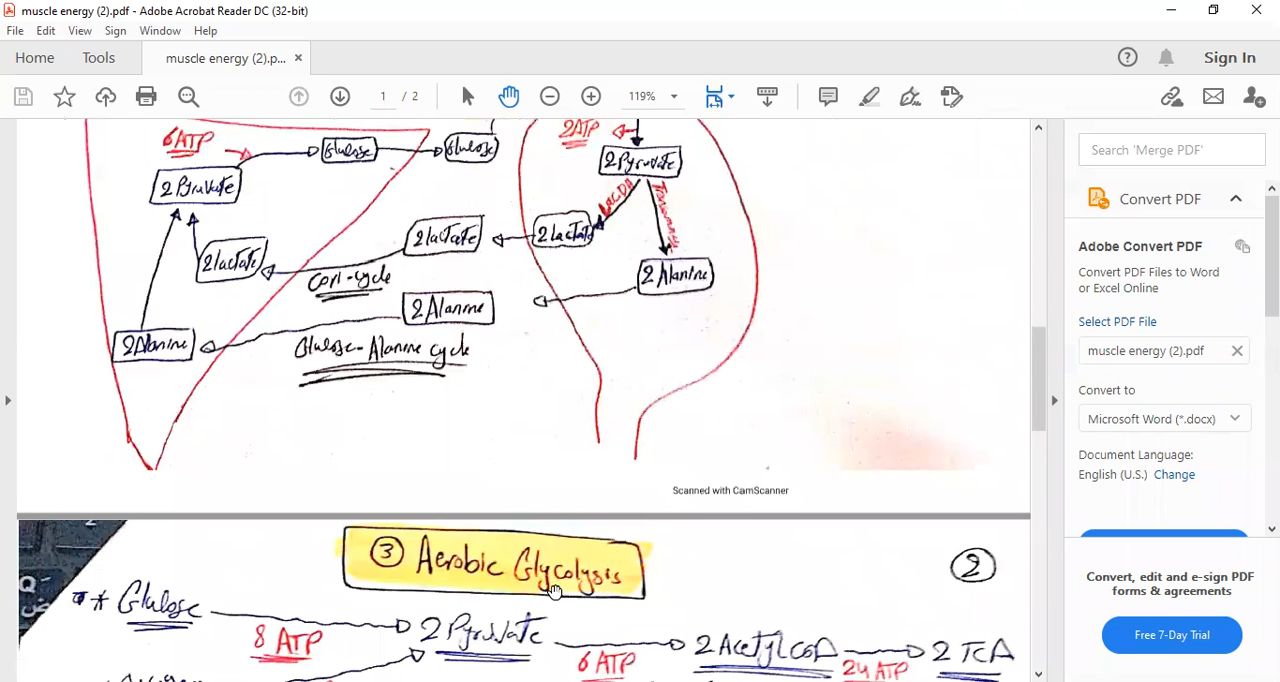 muscle energy (2).pdf - Adobe Acrobat Reader DC (32-bit)
File Edit View Sign Window Help
Home Tools muscle energy (2).p... × Sign In
1 / 2 119%
6ATP
Glucose
Glucose
2ATP
2 Pyruvate
2 Pyruvate
LACDH
2 lactate
2 lactate
2 lactate
Cori-cycle
2 Alanine
2 Alanine
2 Alanine
Glucose-Alanine cycle
Scanned with CamScanner
③ Aerobic Glycolysis
②
* Glucose
8 ATP
2 Pyruvate
6 ATP
2 Acetyl CoA
24 ATP
2 TCA
Q
Search 'Merge PDF'
Convert PDF
Adobe Convert PDF
Convert PDF Files to Word
or Excel Online
Select PDF File
muscle energy (2).pdf
Convert to
Microsoft Word (*.docx)
Document Language:
English (U.S.) Change
Convert, edit and e-sign PDF
forms & agreements
Free 7-Day Trial